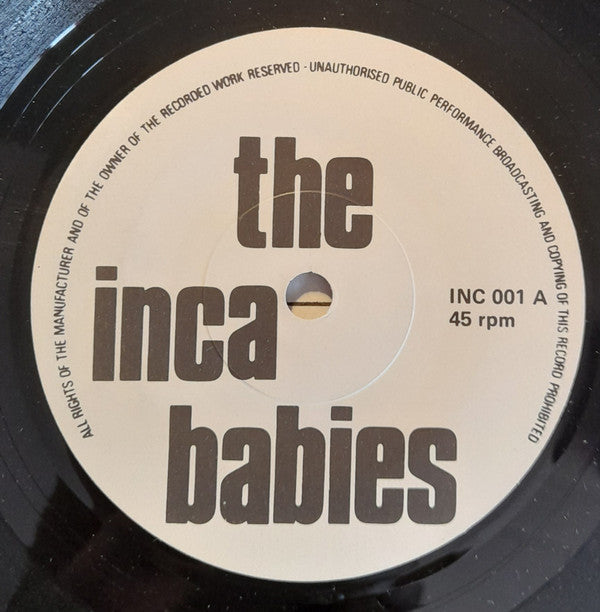 ALL RIGHTS OF THE MANUFACTURER AND OF THE OWNER OF THE RECORDED WORK RESERVED - UNAUTHORISED PUBLIC PERFORMANCE BROADCASTING AND COPYING OF THIS RECORD PROHIBITED
the
inca
babies
INC 001 A
45 rpm